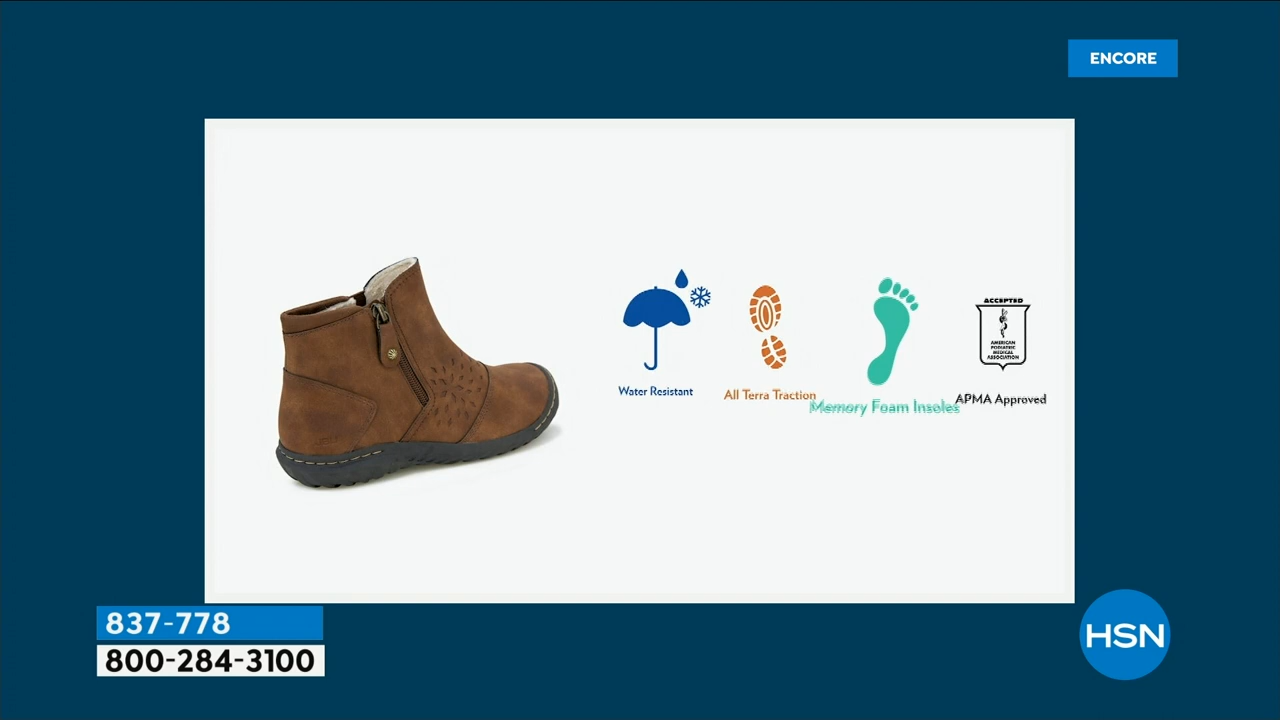 ENCORE
ACCEPTED
AMERICAN
PODIATRIC
MEDICAL
ASSOCIATION
Water Resistant
All Terra Traction
Memory Foam Insoles
APMA Approved
837-778
800-284-3100
HSN